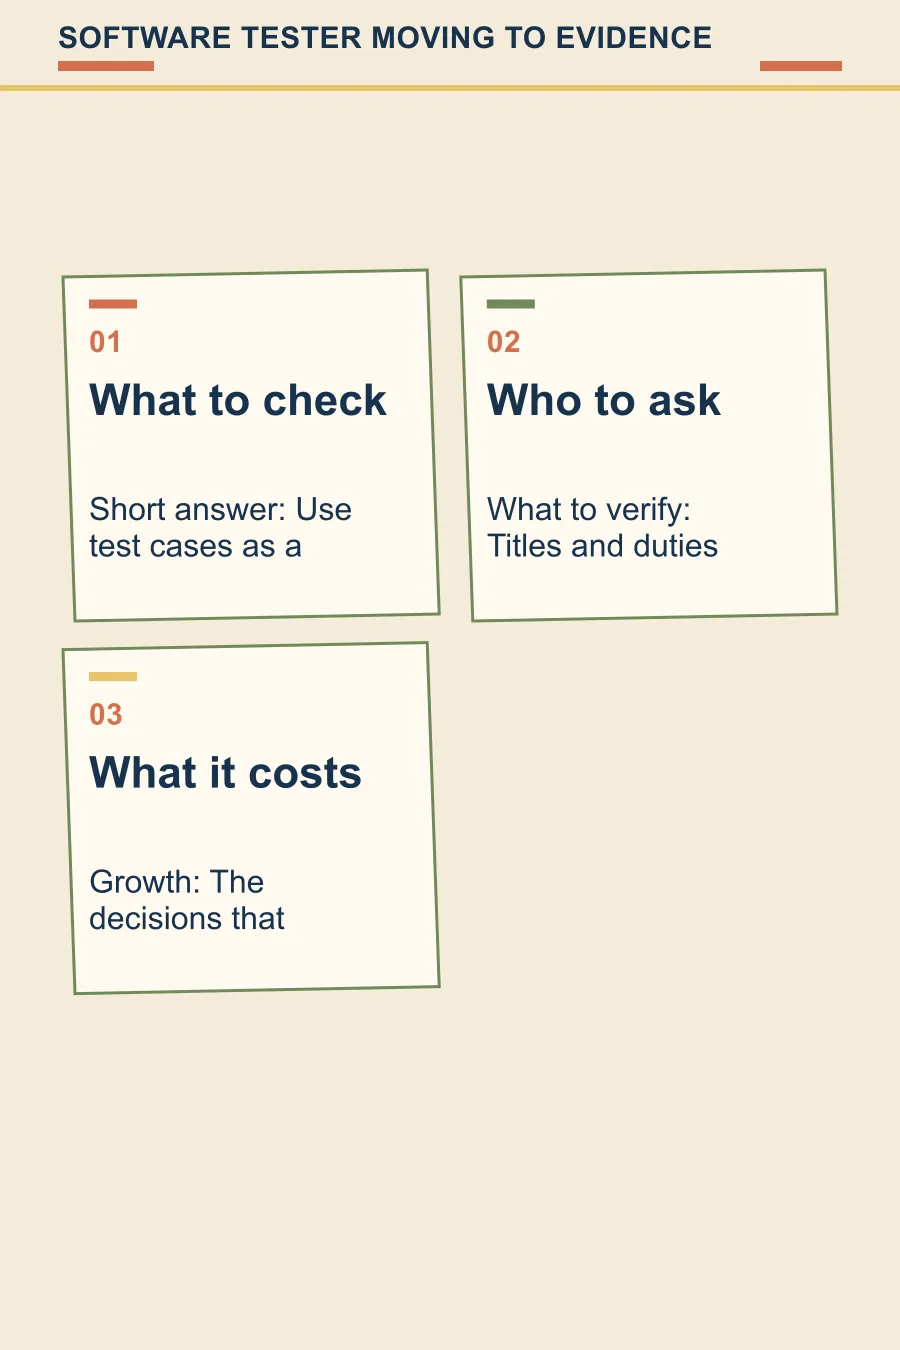 SOFTWARE TESTER MOVING TO EVIDENCE
01
What to check
Short answer: Use
test cases as a
02
Who to ask
What to verify:
Titles and duties
03
What it costs
Growth: The
decisions that